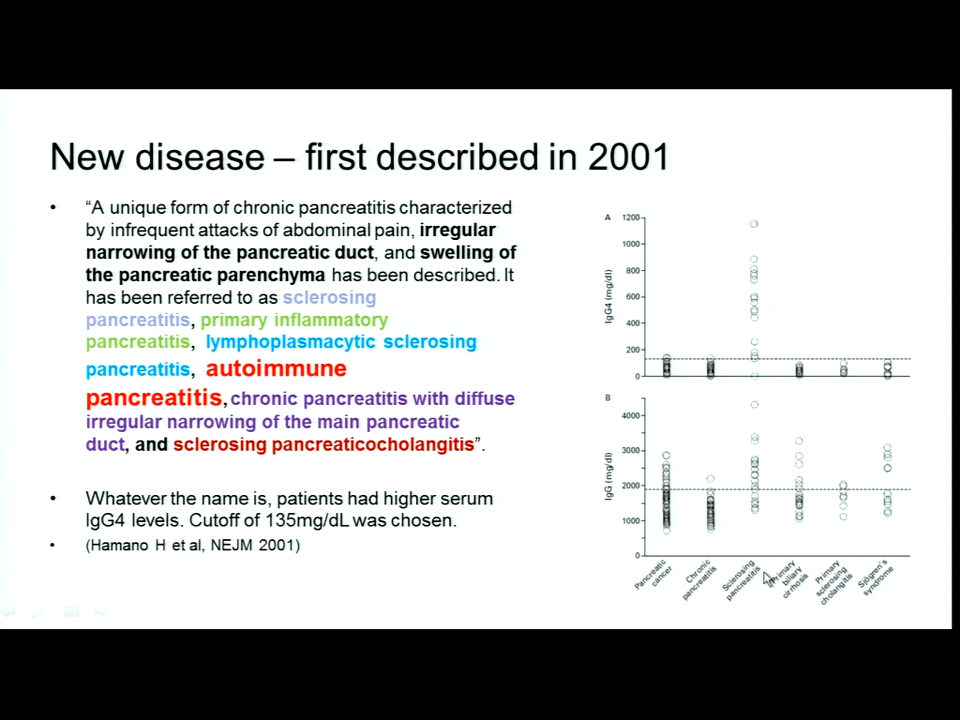 New disease – first described in 2001
• “A unique form of chronic pancreatitis characterized
by infrequent attacks of abdominal pain, irregular
narrowing of the pancreatic duct, and swelling of
the pancreatic parenchyma has been described. It
has been referred to as sclerosing
pancreatitis, primary inflammatory
pancreatitis, lymphoplasmacytic sclerosing
pancreatitis, autoimmune
pancreatitis, chronic pancreatitis with diffuse
irregular narrowing of the main pancreatic
duct, and sclerosing pancreaticocholangitis”.
• Whatever the name is, patients had higher serum
IgG4 levels. Cutoff of 135mg/dL was chosen.
• (Hamano H et al, NEJM 2001)
A
1200
1000
800
600
400
200
0
IgG4 (mg/dl)
B
4000
3000
2000
1000
0
IgG (mg/dl)
Pancreatic
cancer
Chronic
pancreatitis
Sclerosing
pancreatitis
Primary
biliary
cirrhosis
Primary
sclerosing
cholangitis
Sjögren's
syndrome